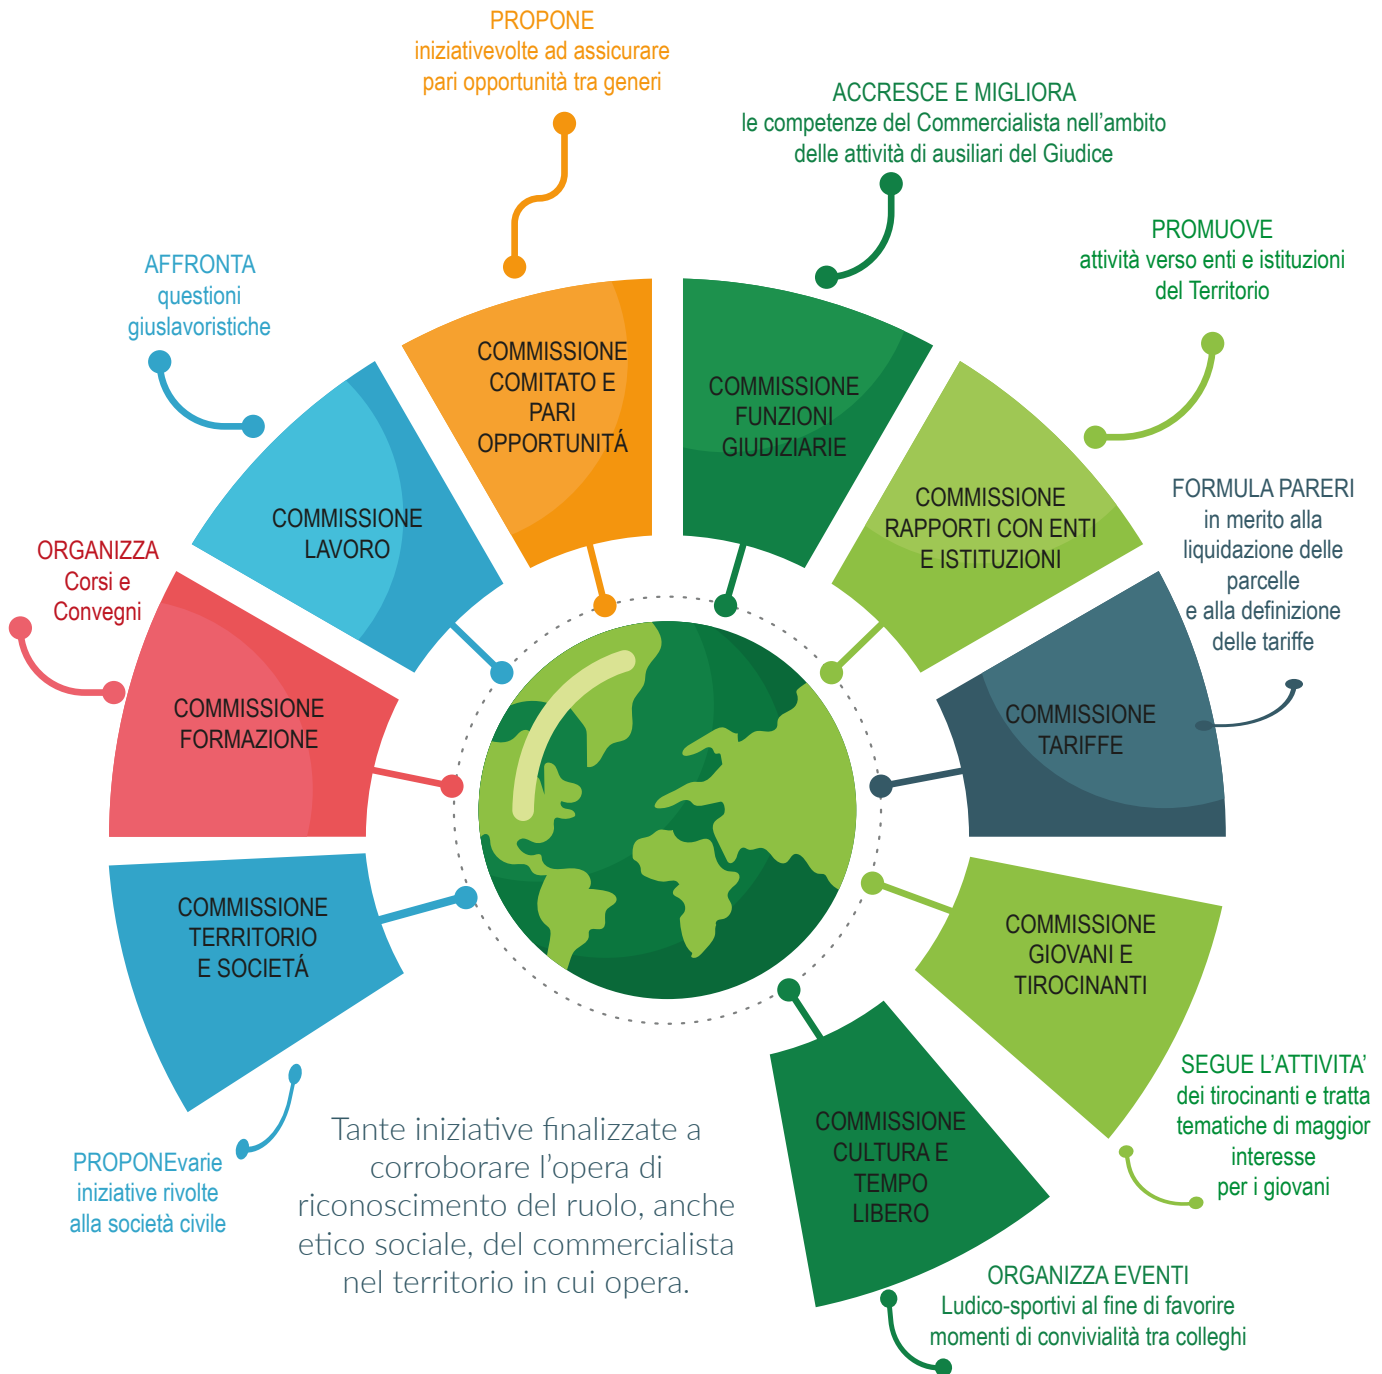 PROPONE
iniziativevolte ad assicurare
pari opportunità tra generi
ACCRESCE E MIGLIORA
le competenze del Commercialista nell'ambito
delle attività di ausiliari del Giudice
PROMUOVE
attività verso enti e istituzioni
del Territorio
AFFRONTA
questioni
giuslavoristiche
COMMISSIONE
COMITATO E
PARI
OPPORTUNITÁ
COMMISSIONE
FUNZIONI
GIUDIZIARIE
COMMISSIONE
RAPPORTI CON ENTI
E ISTITUZIONI
FORMULA PARERI
in merito alla
liquidazione delle
parcelle
e alla definizione
delle tariffe
COMMISSIONE
LAVORO
ORGANIZZA
Corsi e
Convegni
COMMISSIONE
FORMAZIONE
COMMISSIONE
TARIFFE
COMMISSIONE
TERRITORIO
E SOCIETÁ
COMMISSIONE
GIOVANI E
TIROCINANTI
SEGUE L'ATTIVITA'
dei tirocinanti e tratta
tematiche di maggior
interesse
per i giovani
COMMISSIONE
CULTURA E
TEMPO
LIBERO
PROPONEvarie
iniziative rivolte
alla società civile
Tante iniziative finalizzate a
corroborare l'opera di
riconoscimento del ruolo, anche
etico sociale, del commercialista
nel territorio in cui opera.
ORGANIZZA EVENTI
Ludico-sportivi al fine di favorire
momenti di convivialità tra colleghi